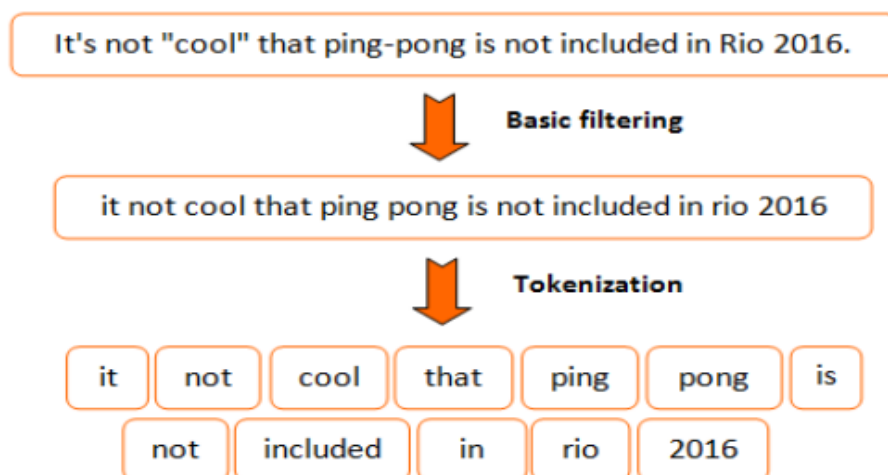 It's not "cool" that ping-pong is not included in Rio 2016.
Basic filtering
it not cool that ping pong is not included in rio 2016
Tokenization
it not cool that ping pong is
not included in rio 2016